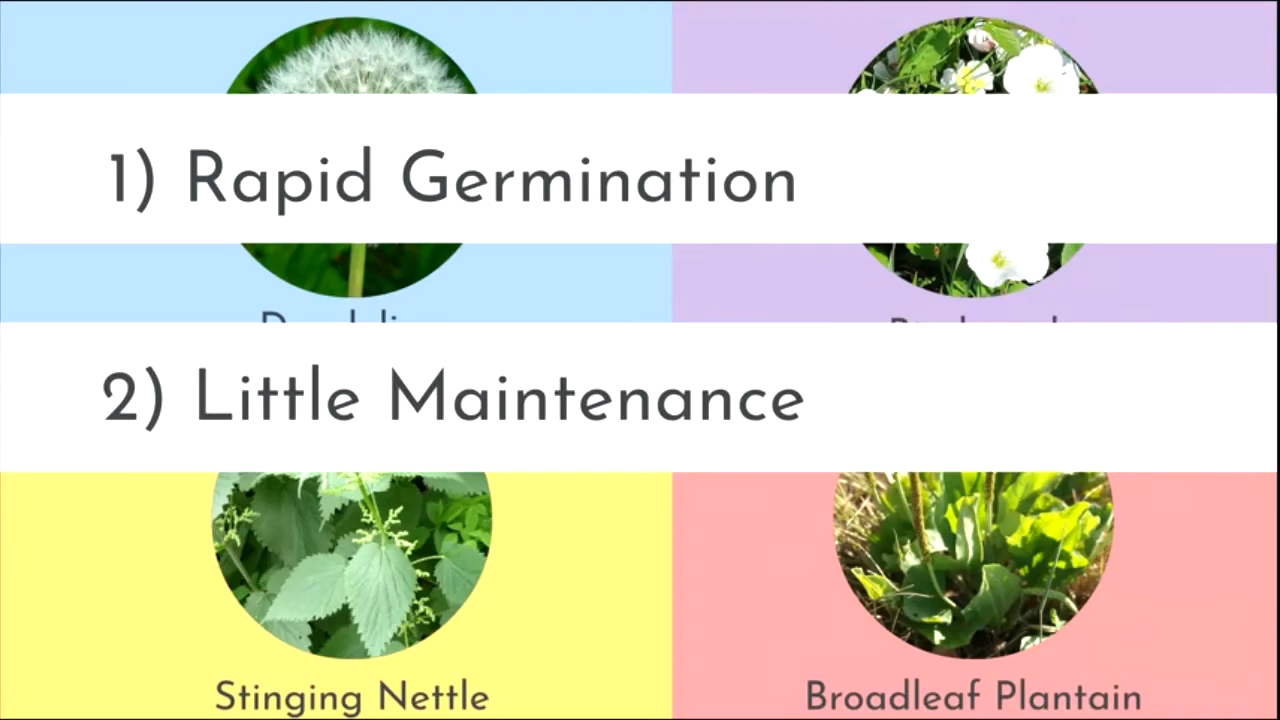 1) Rapid Germination
2) Little Maintenance
Stinging Nettle
Broadleaf Plantain